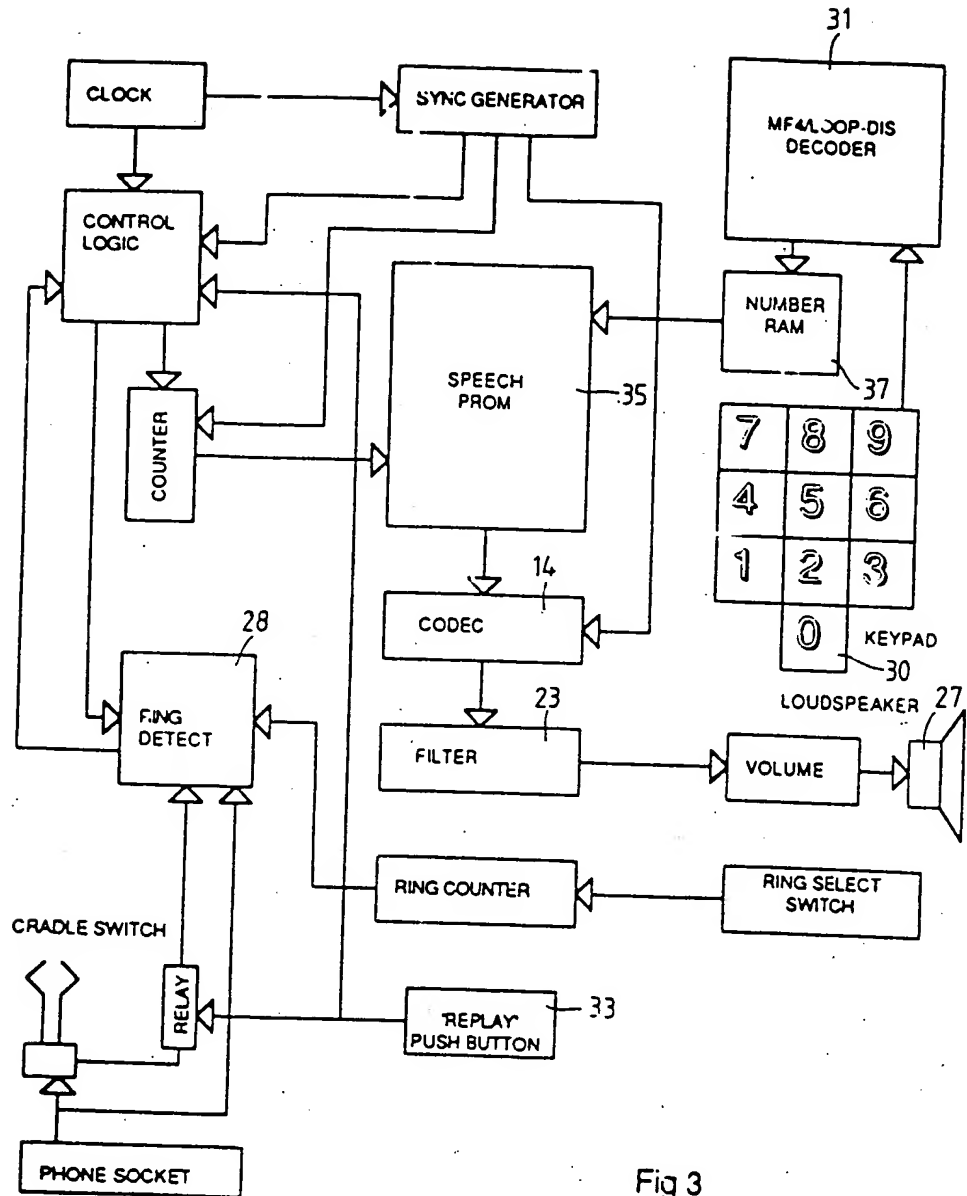 31
CLOCK
SYNC GENERATOR
MF4/LOOP-DIS
DECODER
CONTROL
LOGIC
NUMBER
RAM
37
SPEECH
PROM
35
COUNTER
7 8 9
4 5 6
1 2 3
0
KEYPAD
30
14
CODEC
28
RING
DETECT
23
FILTER
VOLUME
LOUDSPEAKER
27
RING COUNTER
RING SELECT
SWITCH
CRADLE SWITCH
RELAY
'REPLAY'
PUSH BUTTON
33
PHONE SOCKET
Fig 3